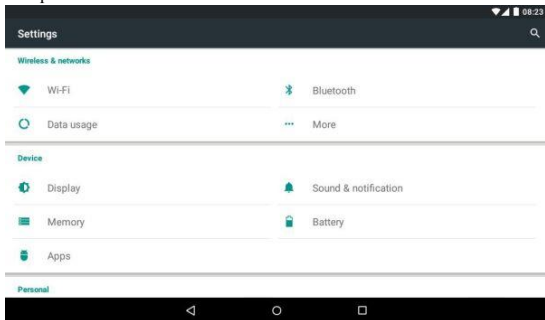 08:23
Settings
Wireless & networks
Wi-Fi
Bluetooth
Data usage
More
Device
Display
Sound & notification
Memory
Battery
Apps
Personal